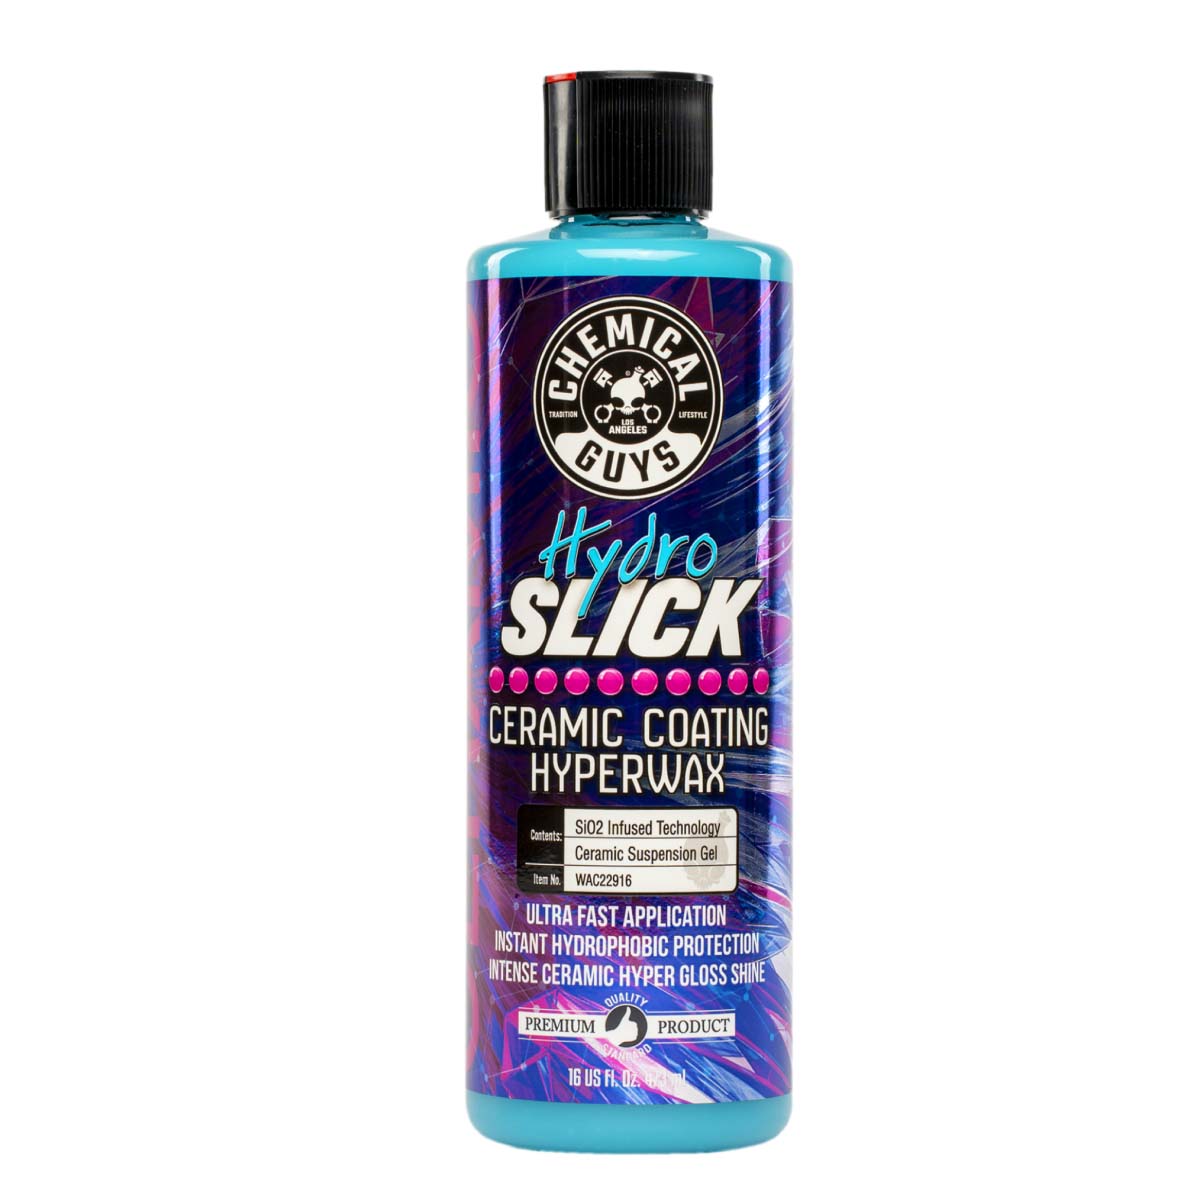 CHEMICAL
TRADITION
LIFESTYLE
LOS
ANGELES
GUYS
Hydro
SLICK
CERAMIC COATING
HYPERWAX
Contents: SiO2 Infused Technology
Ceramic Suspension Gel
Item No. WAC22916
ULTRA FAST APPLICATION
INSTANT HYDROPHOBIC PROTECTION
INTENSE CERAMIC HYPER GLOSS SHINE
QUALITY
PREMIUM PRODUCT
STANDARD
16 US Fl. Oz. 473 ml